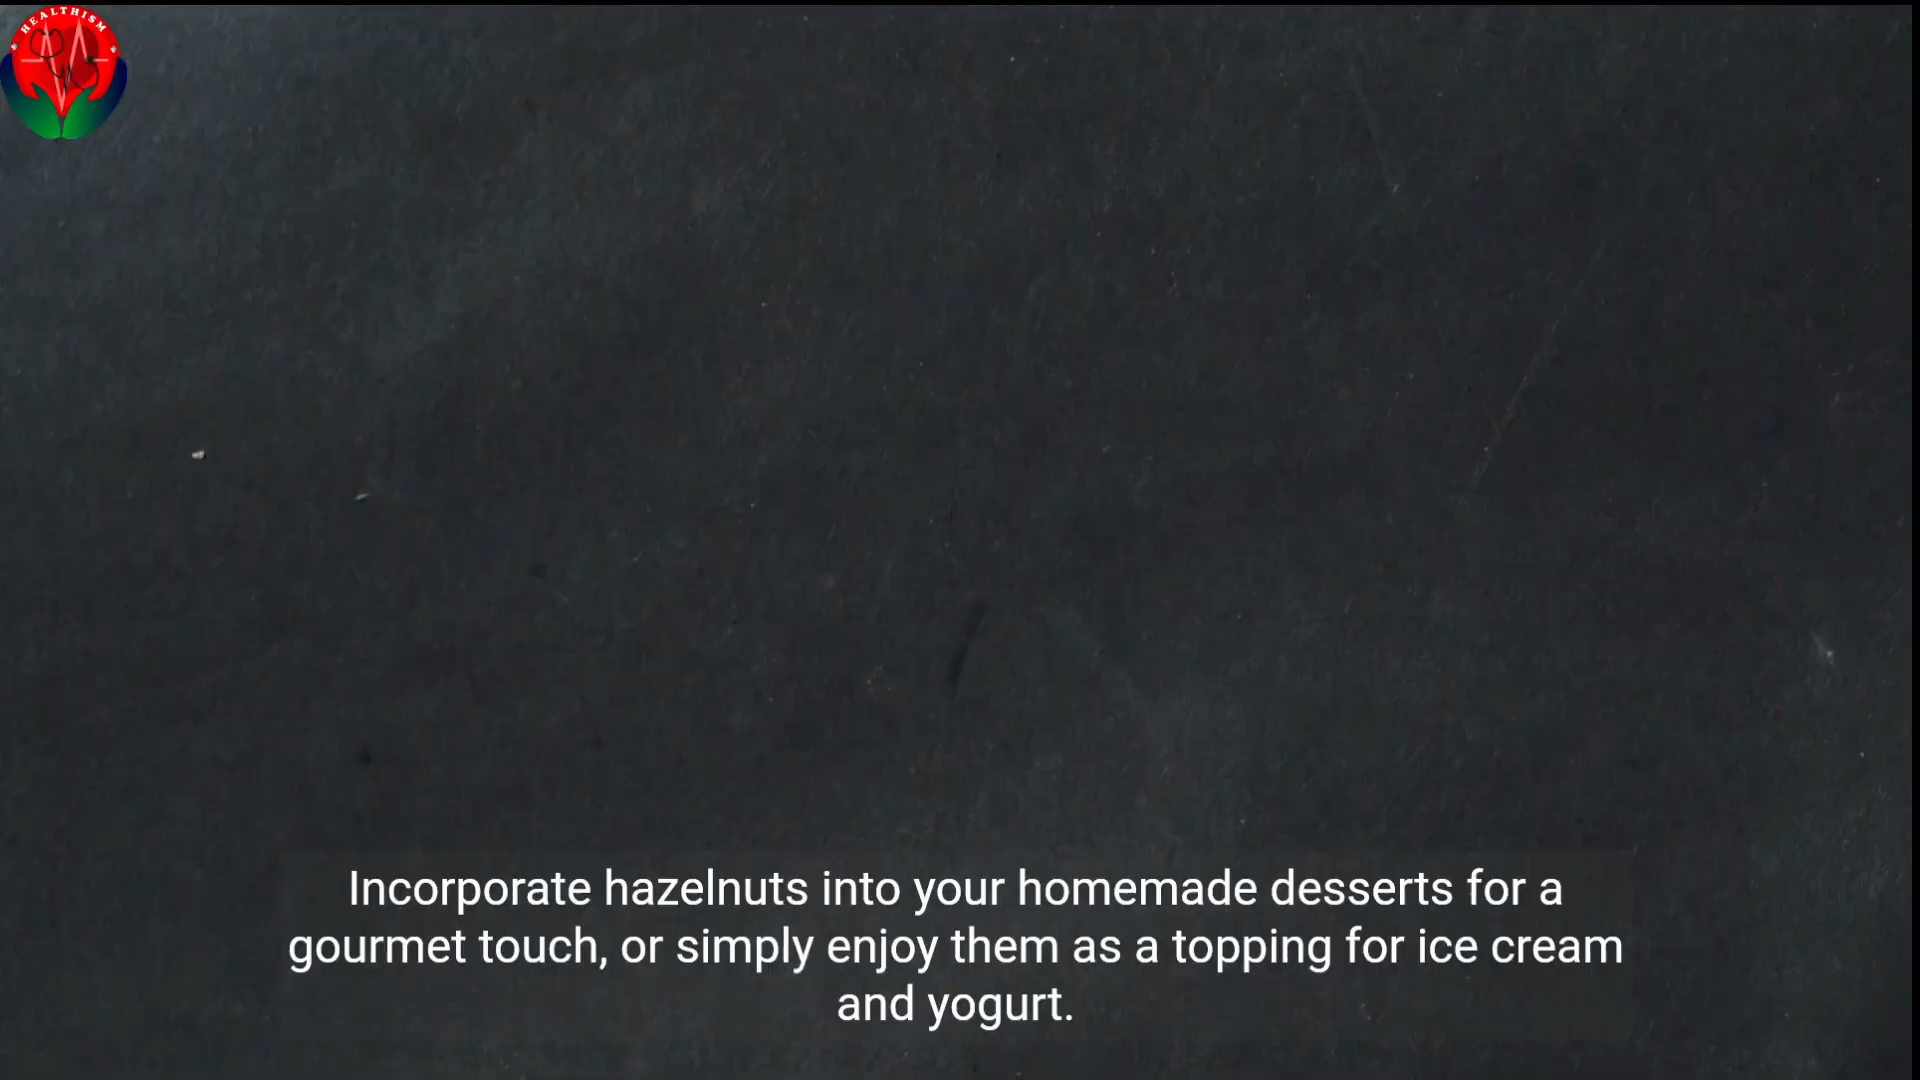 HEALTHISM
Incorporate hazelnuts into your homemade desserts for a
gourmet touch, or simply enjoy them as a topping for ice cream
and yogurt.